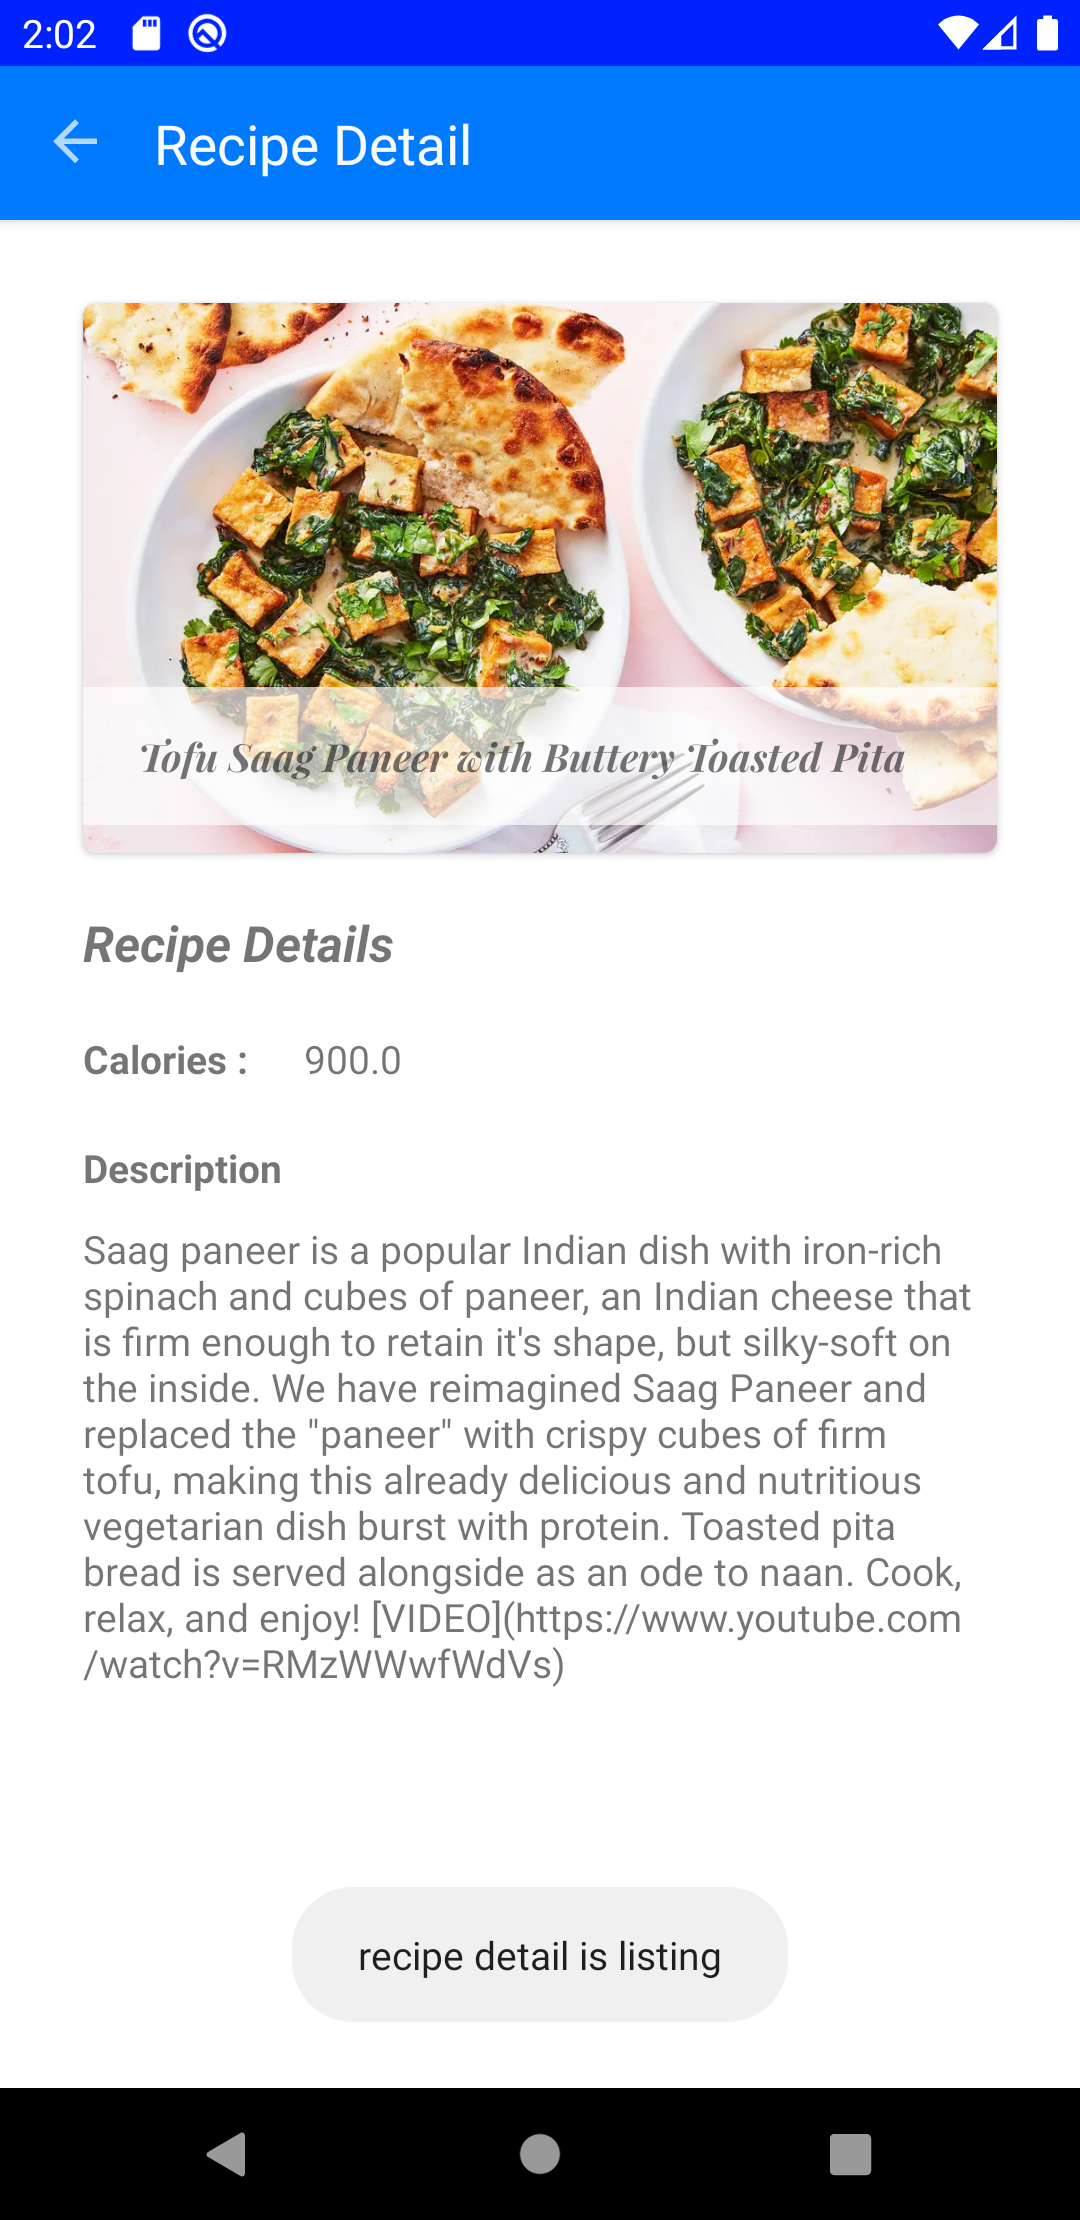 2:02
Recipe Detail
Tofu Saag Paneer with Buttery Toasted Pita
Recipe Details
Calories : 900.0
Description
Saag paneer is a popular Indian dish with iron-rich
spinach and cubes of paneer, an Indian cheese that
is firm enough to retain it's shape, but silky-soft on
the inside. We have reimagined Saag Paneer and
replaced the "paneer" with crispy cubes of firm
tofu, making this already delicious and nutritious
vegetarian dish burst with protein. Toasted pita
bread is served alongside as an ode to naan. Cook,
relax, and enjoy! [VIDEO](https://www.youtube.com
/watch?v=RMzWWwfWdVs)
recipe detail is listing